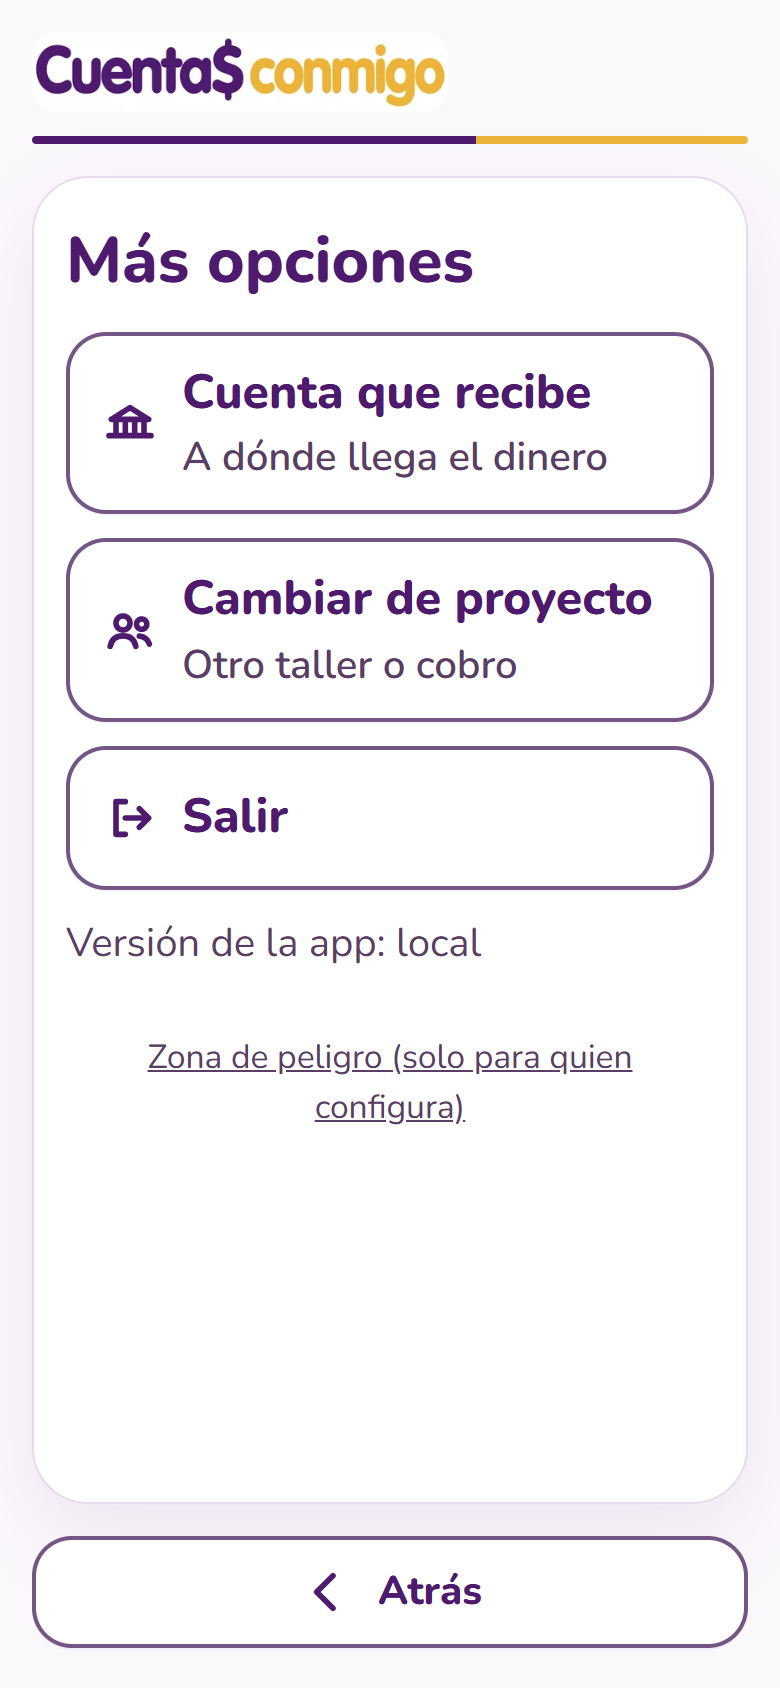 Cuenta$ conmigo
Más opciones
Cuenta que recibe
A dónde llega el dinero
Cambiar de proyecto
Otro taller o cobro
Salir
Versión de la app: local
Zona de peligro (solo para quien
configura)
Atrás